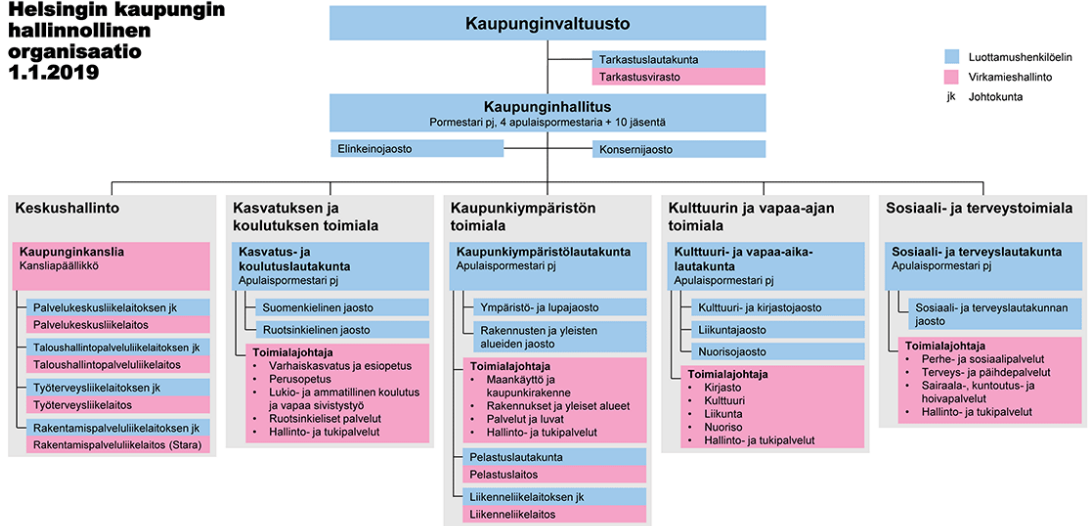 Helsingin kaupungin
hallinnollinen
organisaatio
1.1.2019
Kaupunginvaltuusto
Tarkastuslautakunta
Tarkastusvirasto
Luottamushenkilöelin
Virkamieshallinto
jk Johtokunta
Kaupunginhallitus
Pormestari pj, 4 apulaispormestaria + 10 jäsentä
Elinkeinojaosto
Konsernijaosto
Keskushallinto
Kaupunginkanslia
Kansliapäällikkö
Palvelukeskusliikelaitoksen jk
Palvelukeskusliikelaitos
Taloushallintopalveluliikelaitoksen jk
Taloushallintopalveluliikelaitos
Työterveysliikelaitoksen jk
Työterveysliikelaitos
Rakentamispalveluliikelaitoksen jk
Rakentamispalveluliikelaitos (Stara)
Kasvatuksen ja
koulutuksen toimiala
Kasvatus- ja
koulutuslautakunta
Apulaispormestari pj
Suomenkielinen jaosto
Ruotsinkielinen jaosto
Toimialajohtaja
• Varhaiskasvatus ja esiopetus
• Perusopetus
• Lukio- ja ammatillinen koulutus
ja vapaa sivistystyö
• Ruotsinkieliset palvelut
• Hallinto- ja tukipalvelut
Kaupunkiympäristön
toimiala
Kaupunkiympäristölautakunta
Apulaispormestari pj
Ympäristö- ja lupajaosto
Rakennusten ja yleisten
alueiden jaosto
Toimialajohtaja
• Maankäyttö ja
kaupunkirakenne
• Rakennukset ja yleiset alueet
• Palvelut ja luvat
• Hallinto- ja tukipalvelut
Pelastuslautakunta
Pelastuslaitos
Liikenneliikelaitoksen jk
Liikenneliikelaitos
Kulttuurin ja vapaa-ajan
toimiala
Kulttuuri- ja vapaa-aika-
lautakunta
Apulaispormestari pj
Kulttuuri- ja kirjastojaosto
Liikuntajaosto
Nuorisojaosto
Toimialajohtaja
• Kirjasto
• Kulttuuri
• Liikunta
• Nuoriso
• Hallinto- ja tukipalvelut
Sosiaali- ja terveystoimiala
Sosiaali- ja terveyslautakunta
Apulaispormestari pj
Sosiaali- ja terveyslautakunnan
jaosto
Toimialajohtaja
• Perhe- ja sosiaalipalvelut
• Terveys- ja päihdepalvelut
• Sairaala-, kuntoutus- ja
hoivapalvelut
• Hallinto- ja tukipalvelut